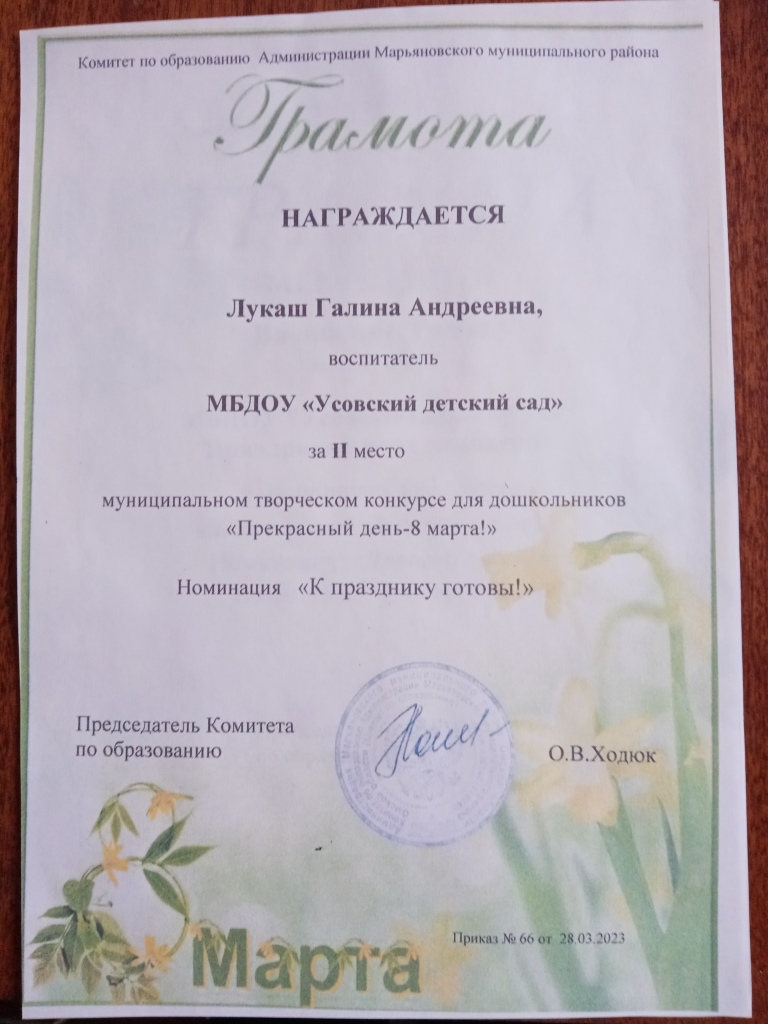 Комитет по образованию Администрации Марьяновского муниципального района
Грамота
НАГРАЖДАЕТСЯ
Лукаш Галина Андреевна,
воспитатель
МБДОУ «Усовский детский сад»
за II место
муниципальном творческом конкурсе для дошкольников
«Прекрасный день-8 марта!»
Номинация «К празднику готовы!»
Председатель Комитета
по образованию
О.В.Ходюк
8 Марта
Приказ № 66 от 28.03.2023